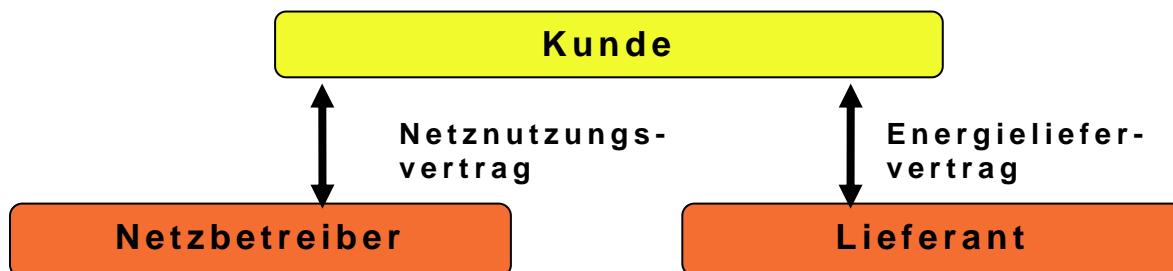 Kunde
Netznutzungs-
vertrag
Energieliefer-
vertrag
Netzbetreiber
Lieferant